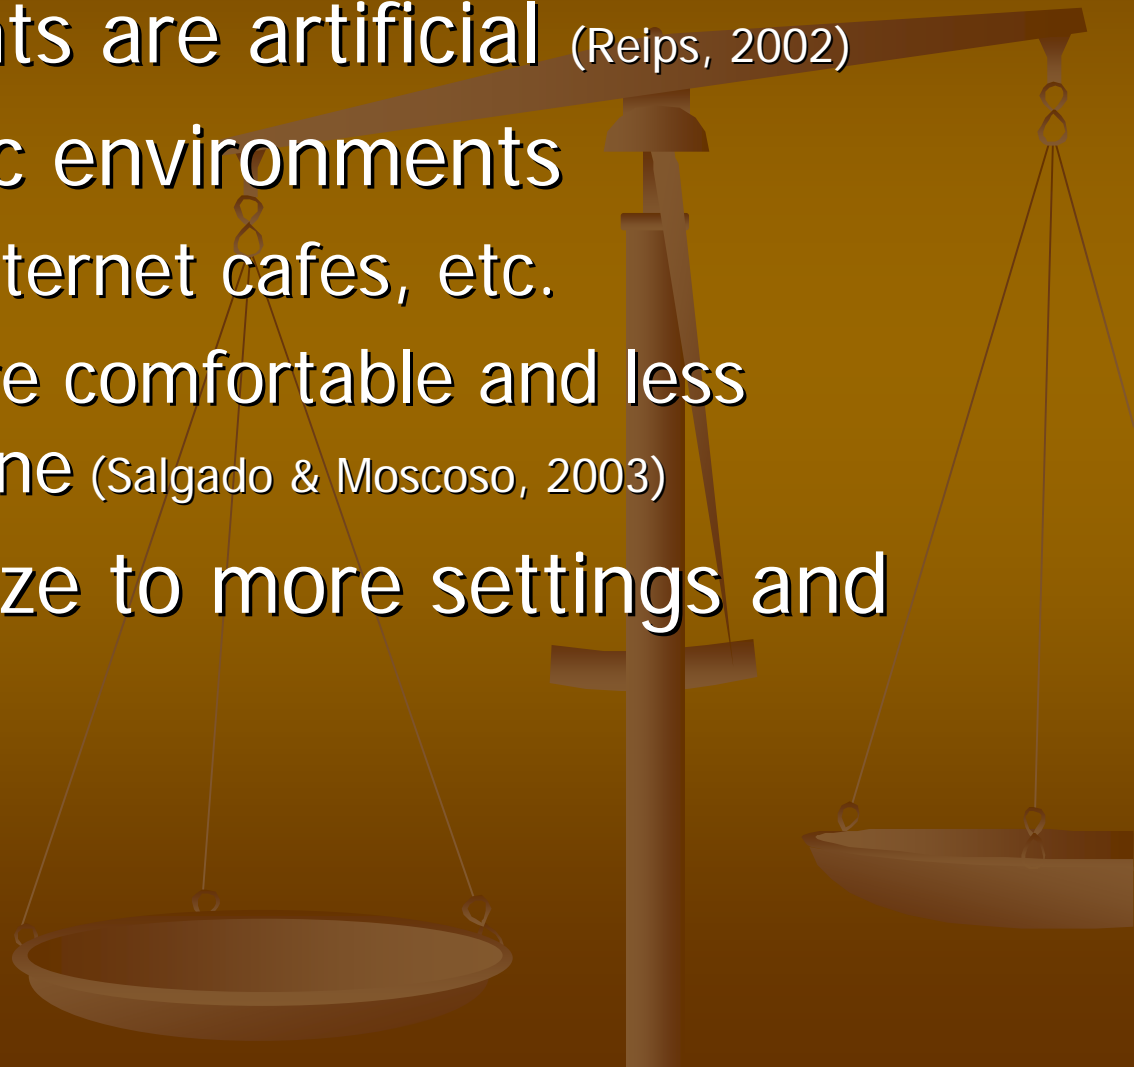 ts are artificial (Reips, 2002)
c environments
ternet cafes, etc.
e comfortable and less
ne (Salgado & Moscoso, 2003)
ze to more settings and